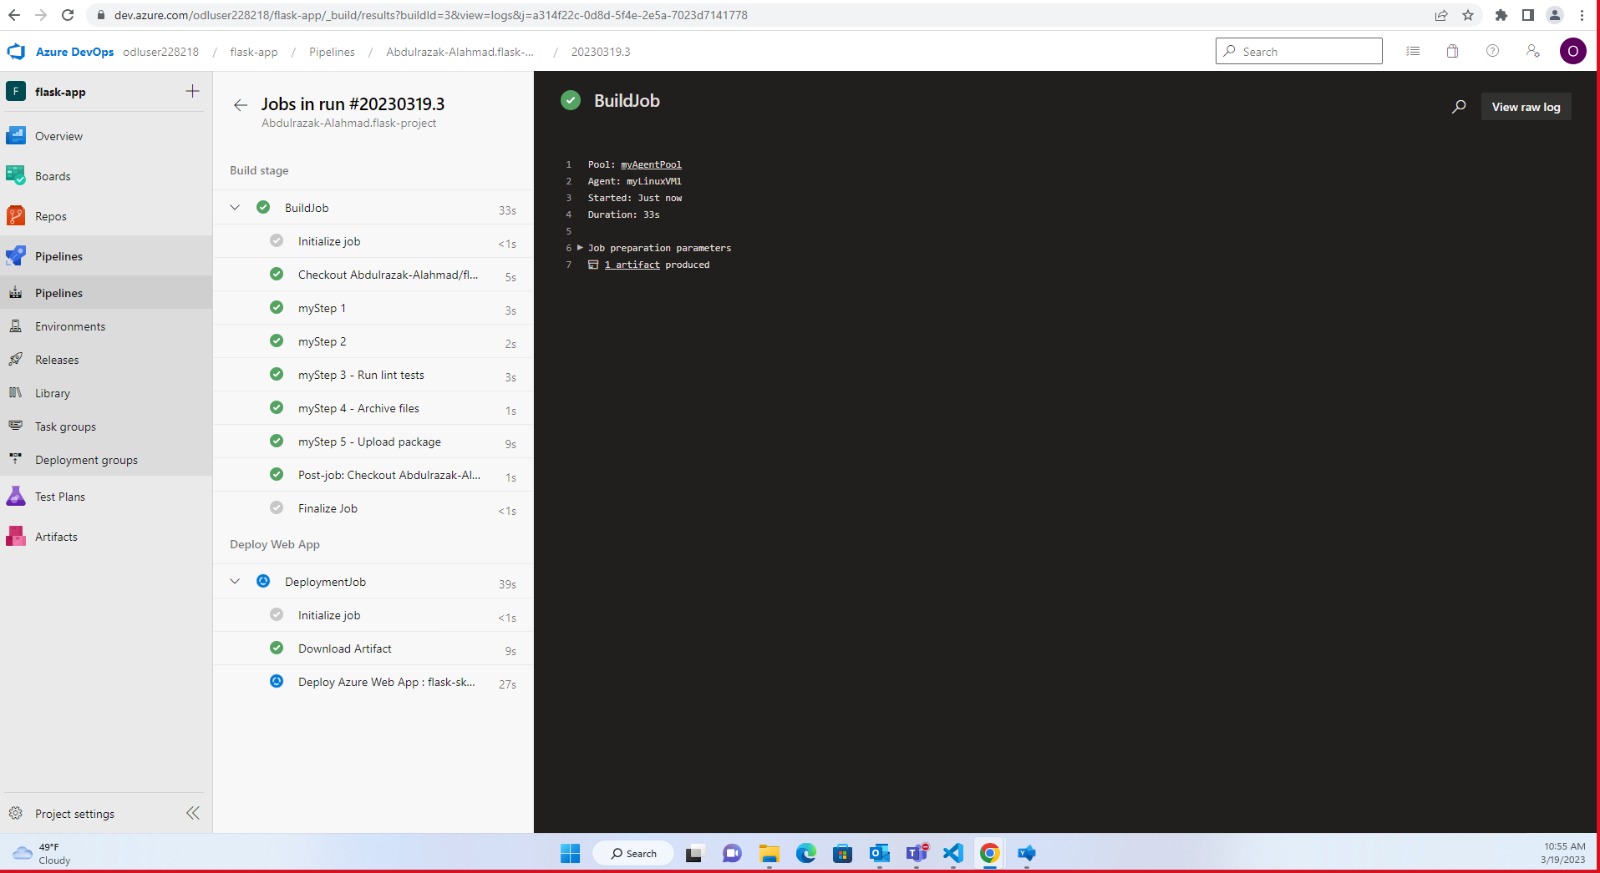 dev.azure.com/odluser228218/flask-app/_build/results?buildId=3&view=logs&j=a314f22c-0d8d-5f4e-2e5a-7023d7141778
Azure DevOps odluser228218 / flask-app / Pipelines / Abdulrazak-Alahmad.flask-... / 20230319.3
Search
O
F flask-app
Overview
Boards
Repos
Pipelines
Pipelines
Environments
Releases
Library
Task groups
Deployment groups
Test Plans
Artifacts
Project settings
Jobs in run #20230319.3
Abdulrazak-Alahmad.flask-project
Build stage
BuildJob 33s
Initialize job <1s
Checkout Abdulrazak-Alahmad/fl... 5s
myStep 1 3s
myStep 2 2s
myStep 3 - Run lint tests 3s
myStep 4 - Archive files 1s
myStep 5 - Upload package 9s
Post-job: Checkout Abdulrazak-Al... 1s
Finalize Job <1s
Deploy Web App
DeploymentJob 39s
Initialize job <1s
Download Artifact 9s
Deploy Azure Web App : flask-sk... 27s
BuildJob
View raw log
1 Pool: myAgentPool
2 Agent: myLinuxVM1
3 Started: Just now
4 Duration: 33s
5
6 Job preparation parameters
7 1 artifact produced
49°F
Cloudy
Search
10:55 AM
3/19/2023